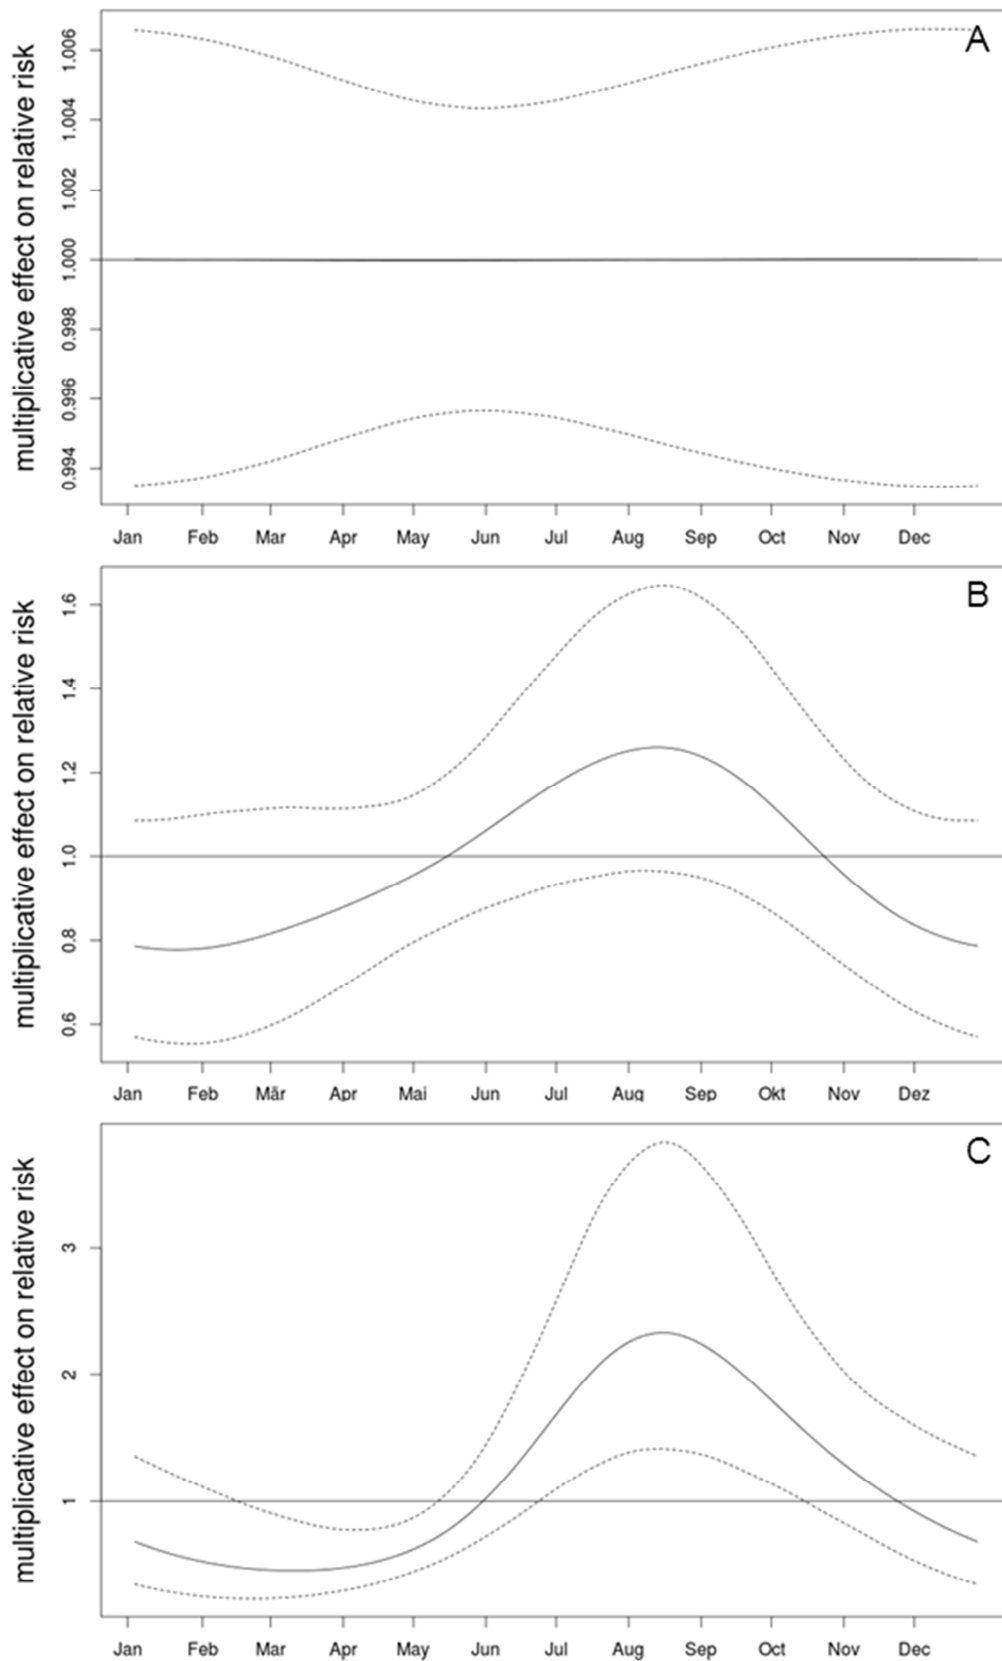 A
multiplicative effect on relative risk
1.006
1.004
1.002
1.000
0.998
0.996
0.994
Jan Feb Mar Apr May Jun Jul Aug Sep Oct Nov Dec
B
multiplicative effect on relative risk
1.6
1.4
1.2
1.0
0.8
0.6
Jan Feb Mär Apr Mai Jun Jul Aug Sep Okt Nov Dez
C
multiplicative effect on relative risk
3
2
1
Jan Feb Mar Apr May Jun Jul Aug Sep Oct Nov Dec